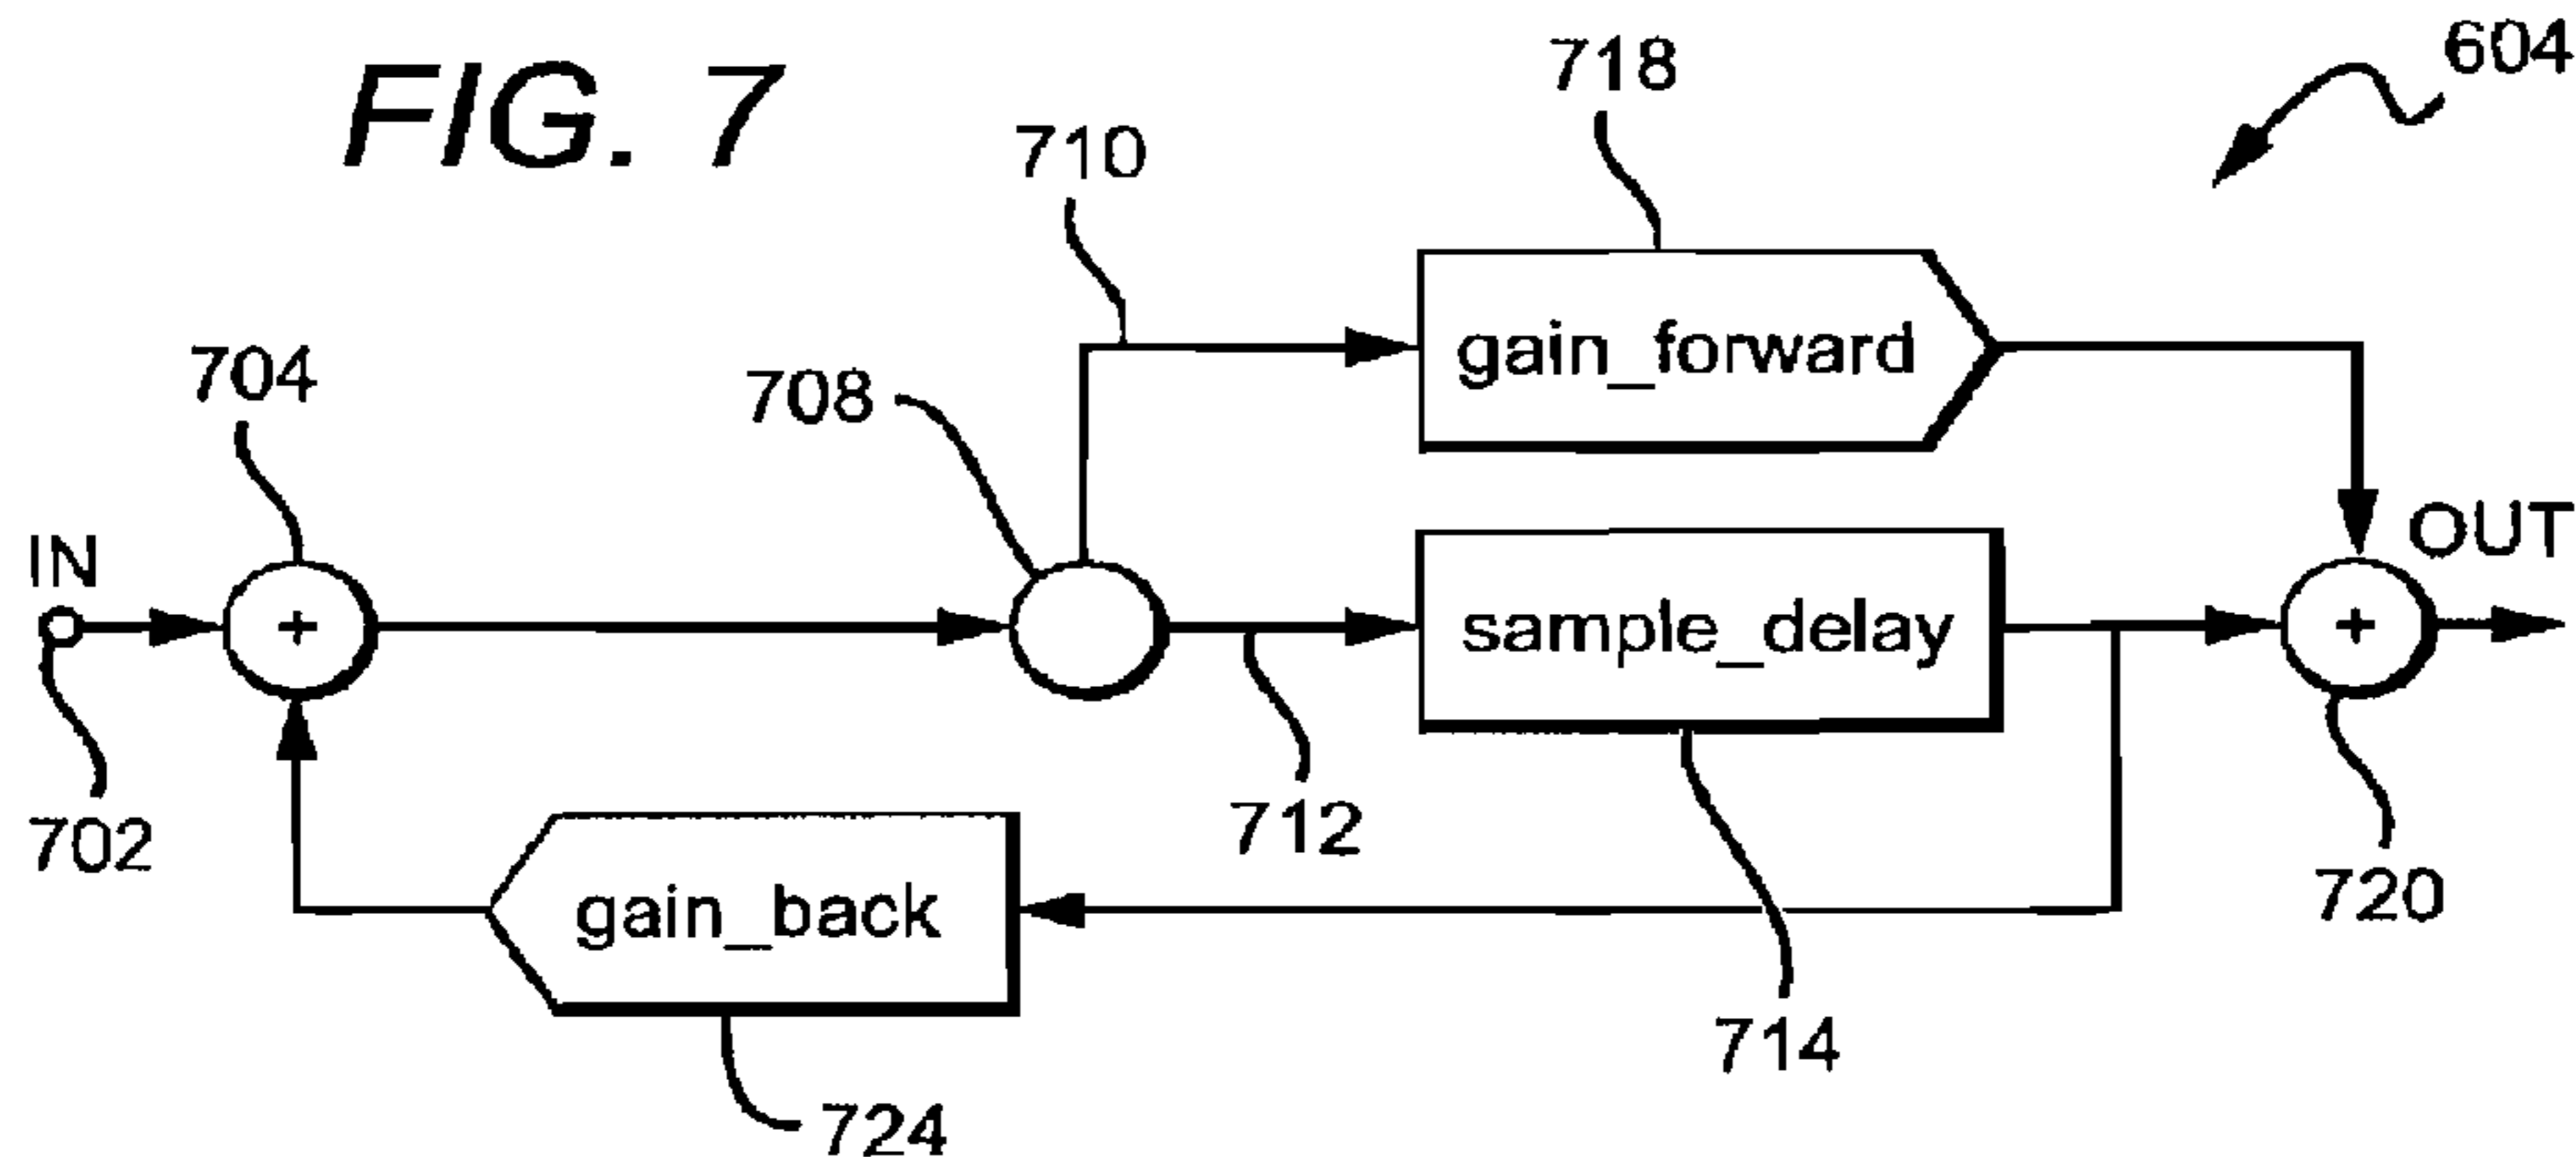 FIG. 7
604
718
710
gain_forward
704
708
IN
OUT
+
sample_delay
+
702
712
gain_back
720
714
724